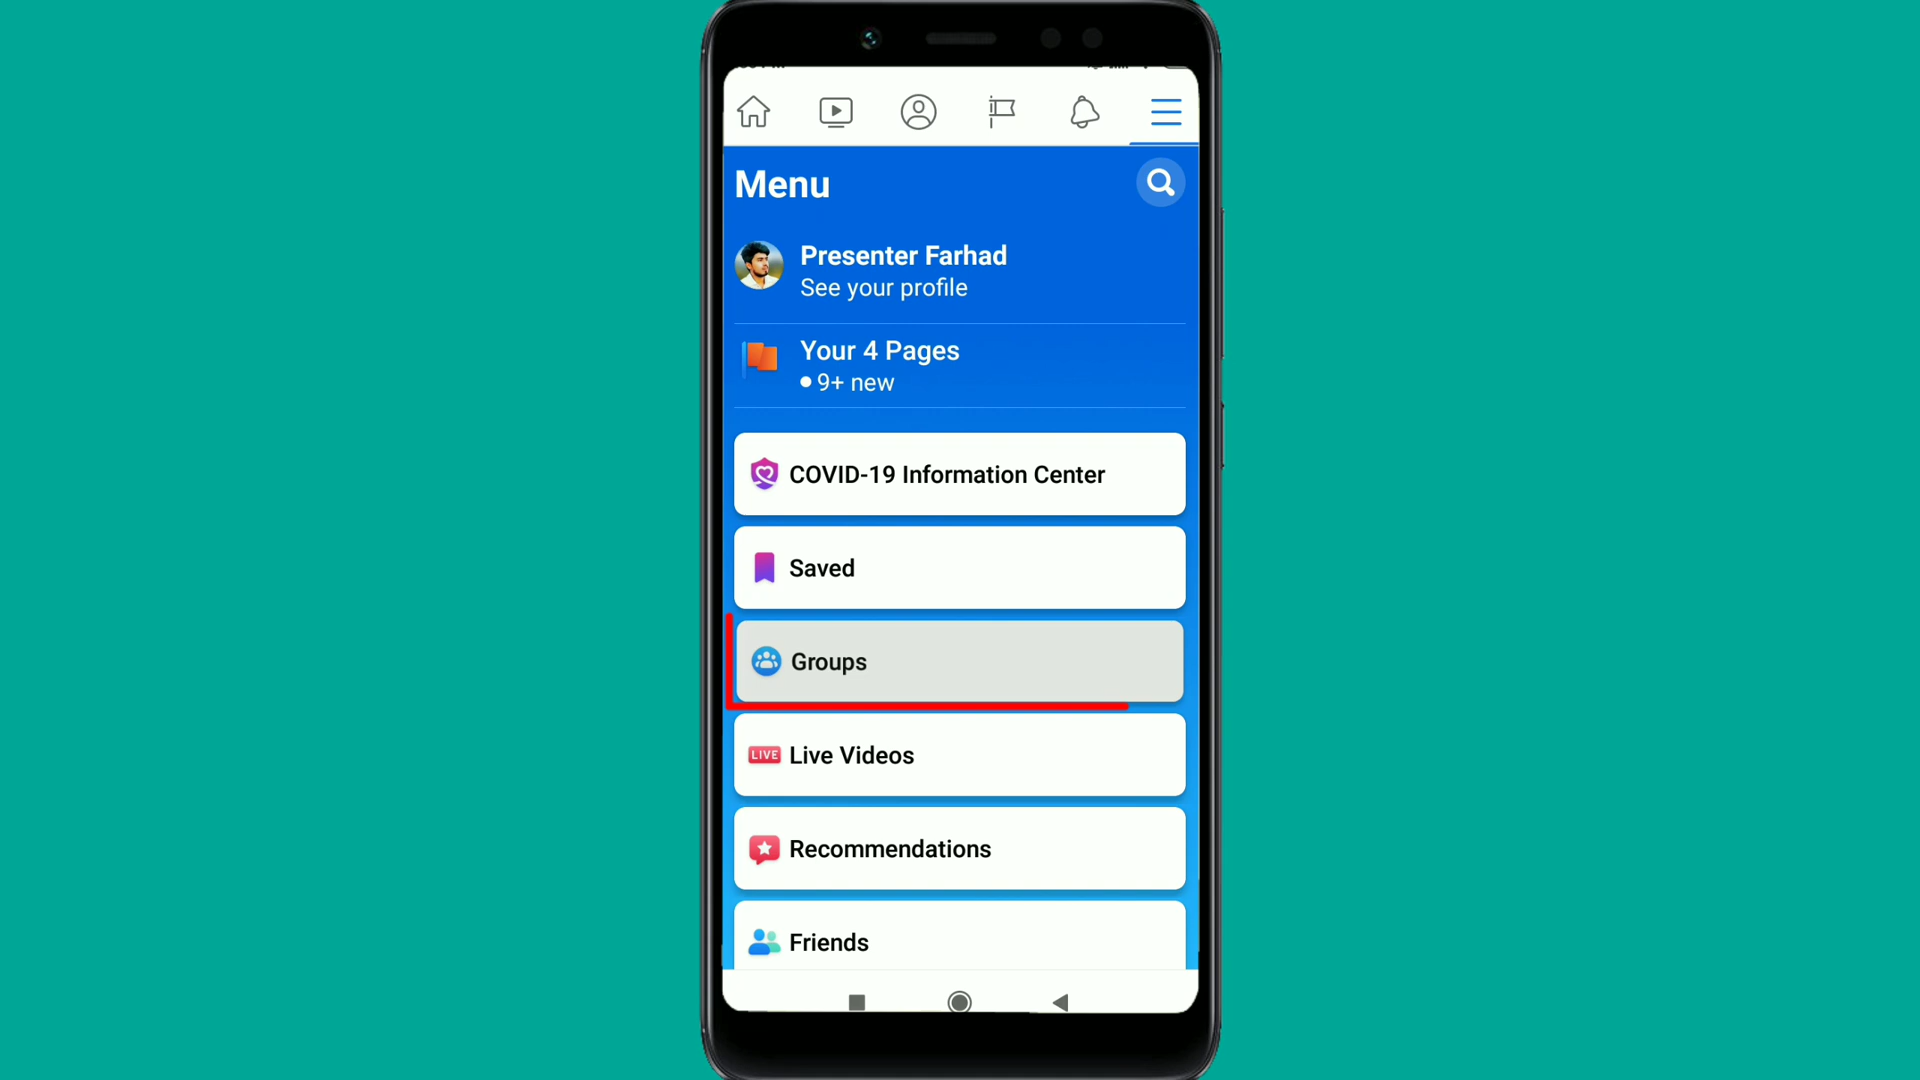 Menu
Presenter Farhad
See your profile
Your 4 Pages
9+ new
COVID-19 Information Center
Saved
Groups
LIVE Live Videos
Recommendations
Friends